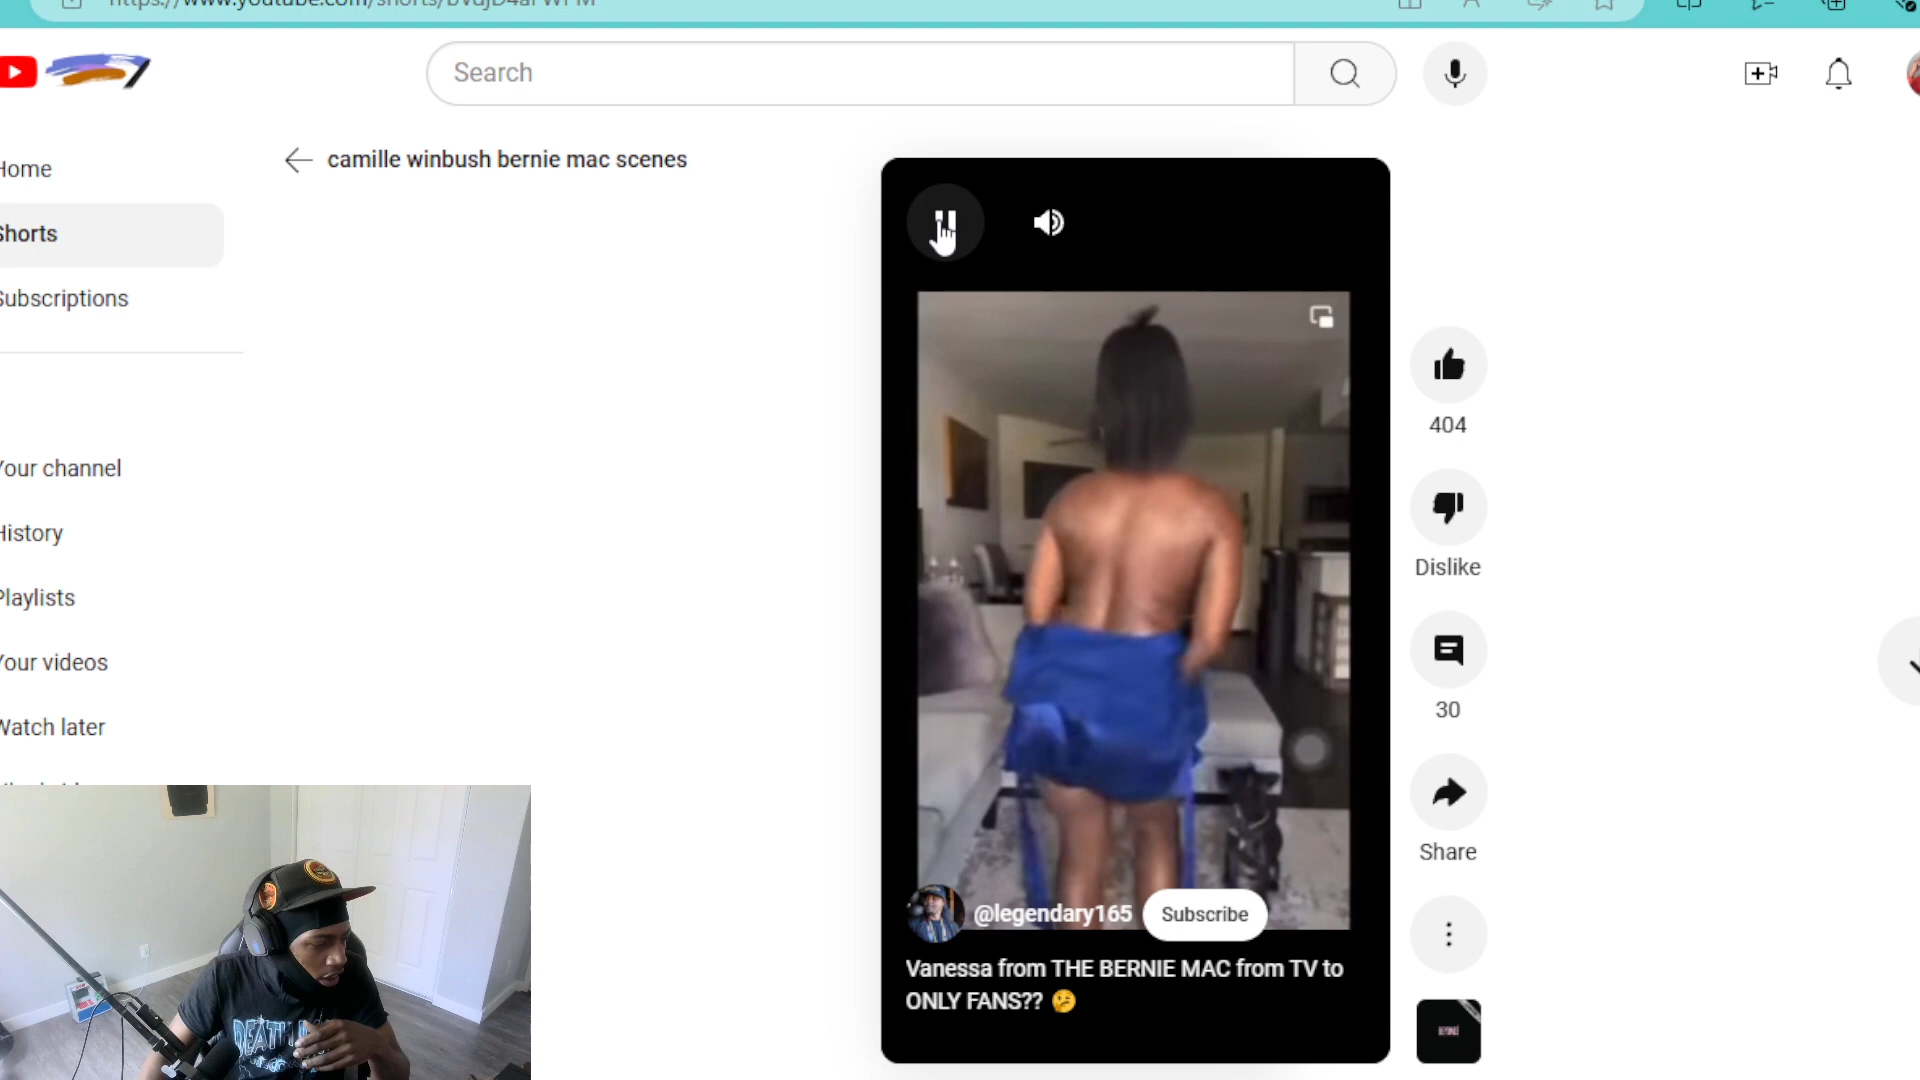 Search
camille winbush bernie mac scenes
Home
Shorts
Subscriptions
Your channel
History
Playlists
Your videos
Watch later
404
Dislike
30
Share
@legendary165
Subscribe
Vanessa from THE BERNIE MAC from TV to
ONLY FANS?? 🤔